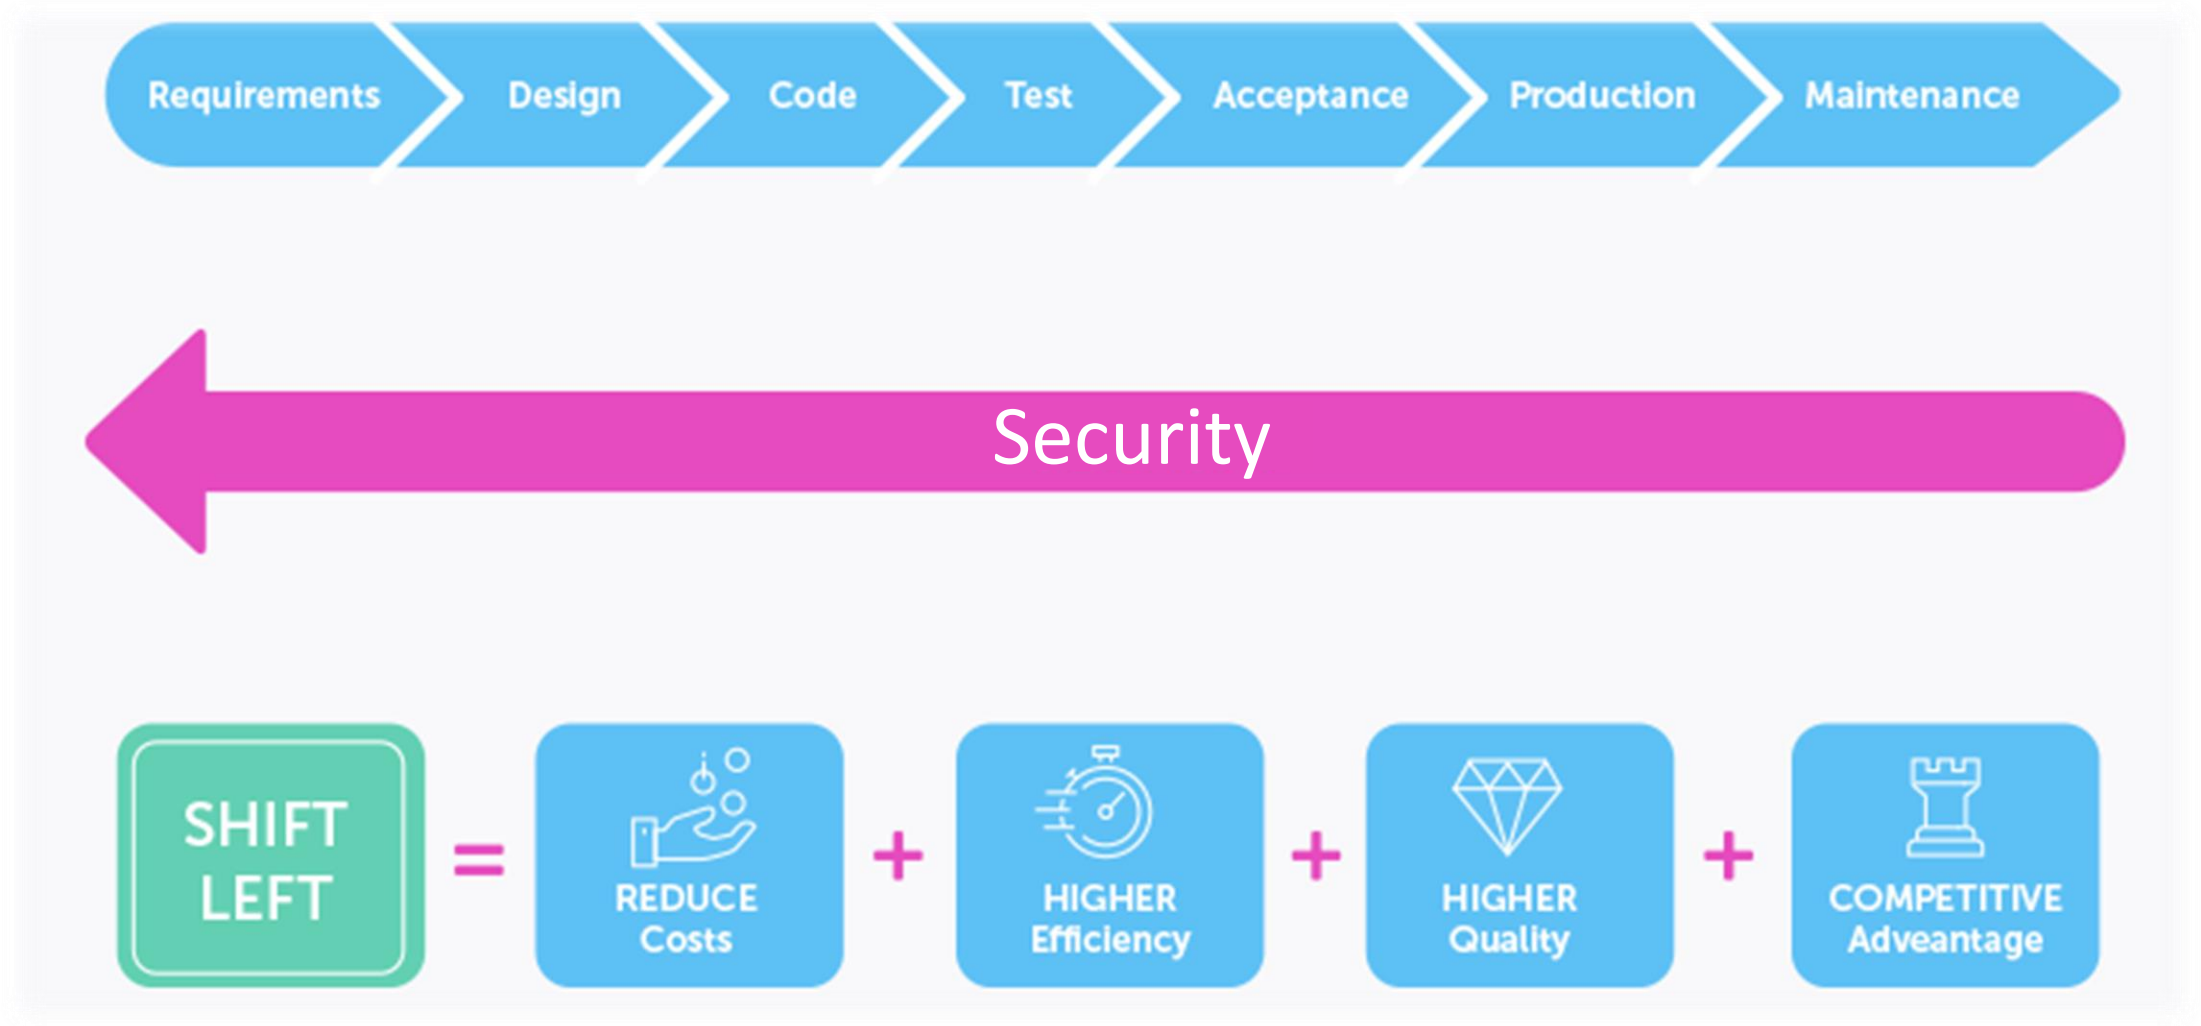 Requirements Design Code Test Acceptance Production Maintenance
Security
SHIFT
LEFT
=
REDUCE
Costs
+
HIGHER
Efficiency
+
HIGHER
Quality
+
COMPETITIVE
Adveantage